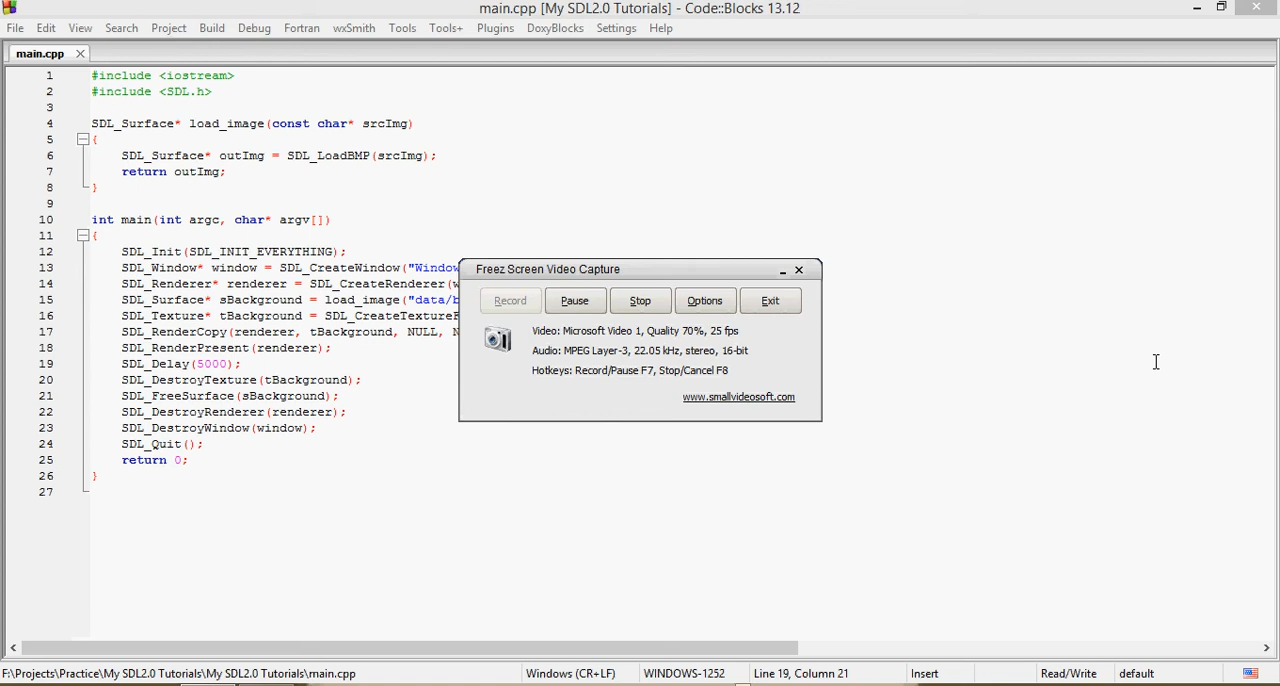 main.cpp [My SDL2.0 Tutorials] - Code::Blocks 13.12
File Edit View Search Project Build Debug Fortran wxSmith Tools Tools+ Plugins DoxyBlocks Settings Help
main.cpp
1 #include <iostream>
2 #include <SDL.h>
3
4 SDL_Surface* load_image(const char* srcImg)
5 {
6 SDL_Surface* outImg = SDL_LoadBMP(srcImg);
7 return outImg;
8 }
9
10 int main(int argc, char* argv[])
11 {
12 SDL_Init(SDL_INIT_EVERYTHING);
13 SDL_Window* window = SDL_CreateWindow("Window
14 SDL_Renderer* renderer = SDL_CreateRenderer(w
15 SDL_Surface* sBackground = load_image("data/b
16 SDL_Texture* tBackground = SDL_CreateTextureF
17 SDL_RenderCopy(renderer, tBackground, NULL, N
18 SDL_RenderPresent(renderer);
19 SDL_Delay(5000);
20 SDL_DestroyTexture(tBackground);
21 SDL_FreeSurface(sBackground);
22 SDL_DestroyRenderer(renderer);
23 SDL_DestroyWindow(window);
24 SDL_Quit();
25 return 0;
26 }
27
Freez Screen Video Capture
Record Pause Stop Options Exit
Video: Microsoft Video 1, Quality 70%, 25 fps
Audio: MPEG Layer-3, 22.05 kHz, stereo, 16-bit
Hotkeys: Record/Pause F7, Stop/Cancel F8
www.smallvideosoft.com
F:\Projects\Practice\My SDL2.0 Tutorials\My SDL2.0 Tutorials\main.cpp Windows (CR+LF) WINDOWS-1252 Line 19, Column 21 Insert Read/Write default